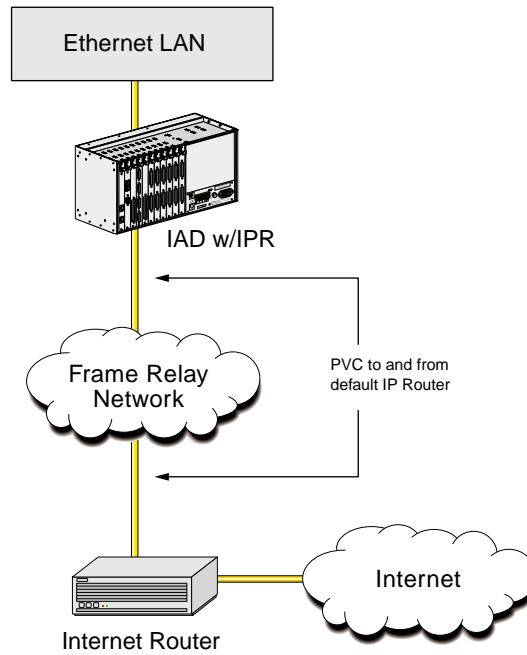 Ethernet LAN
IAD w/IPR
PVC to and from
default IP Router
Frame Relay
Network
Internet
Internet Router